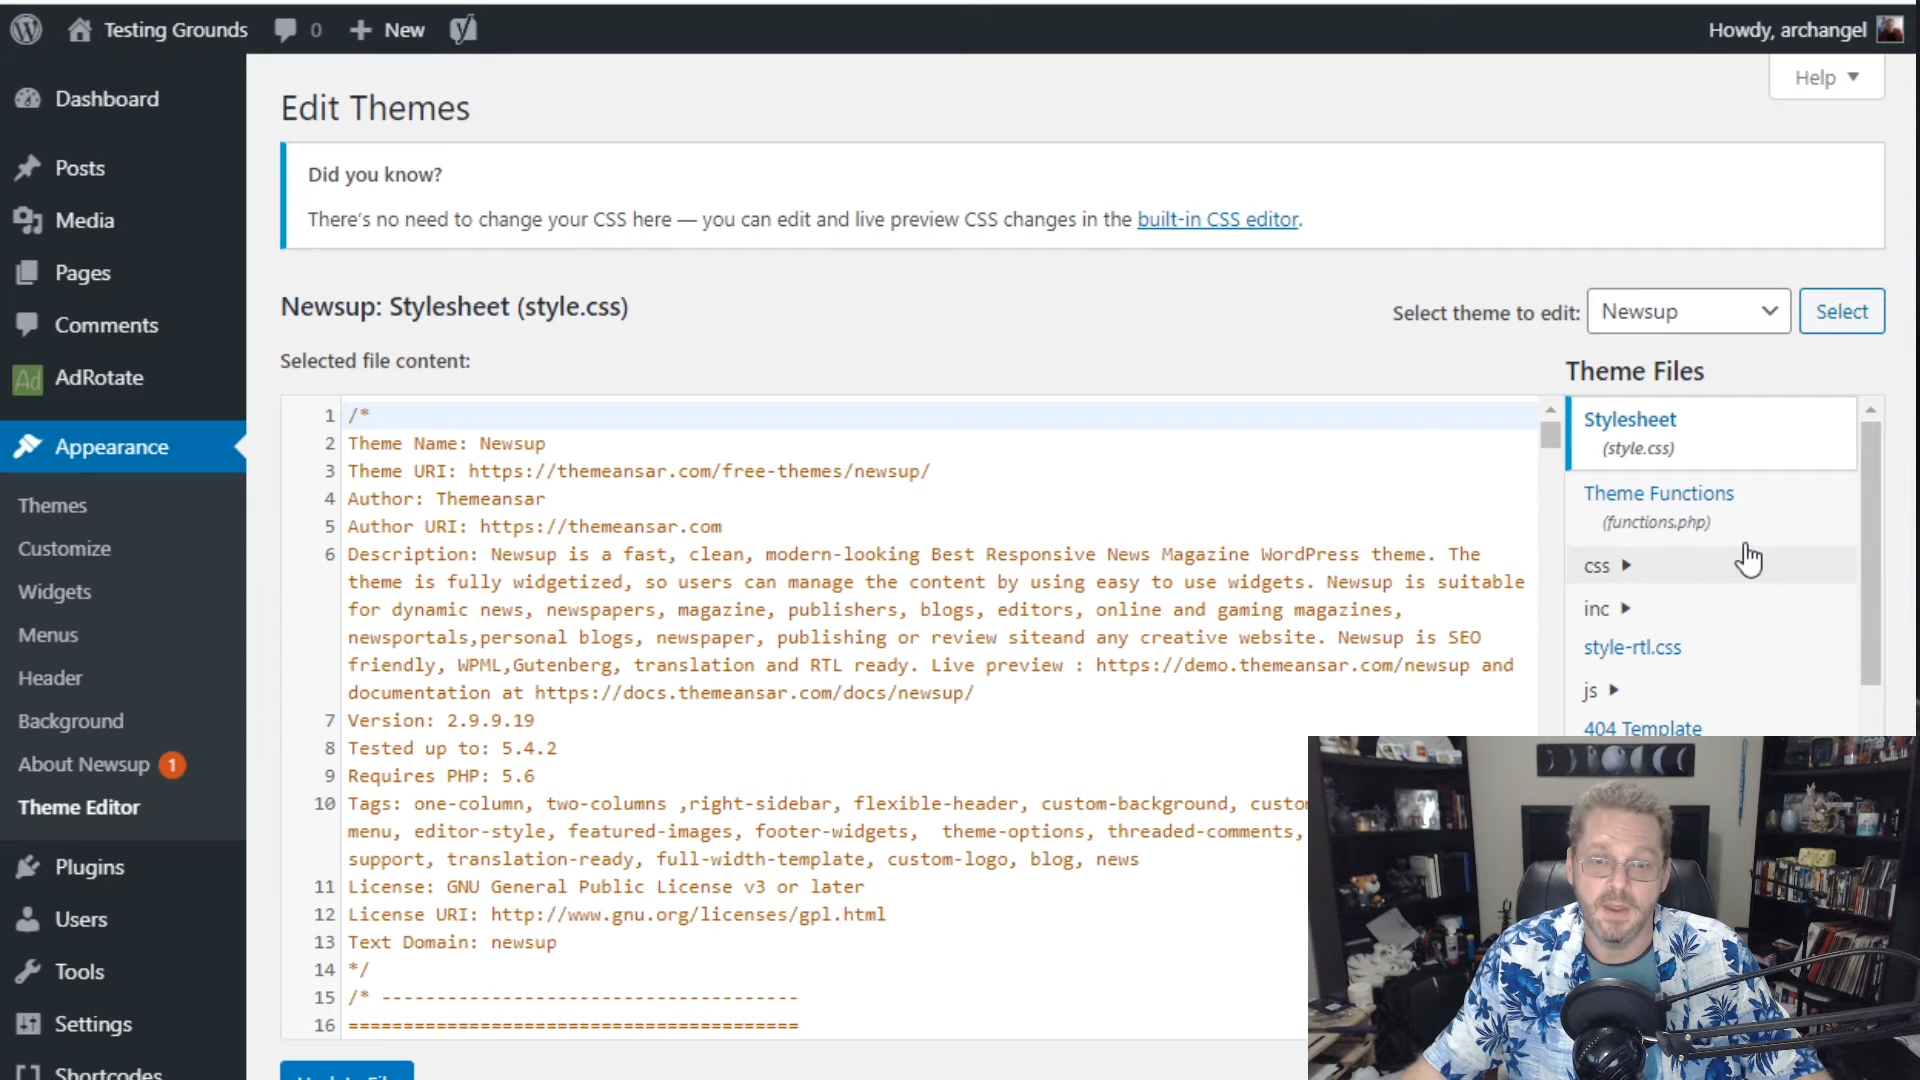 Testing Grounds 0 New Howdy, archangel
Help
Dashboard
Posts
Media
Pages
Comments
Ad AdRotate
Appearance
Themes
Customize
Widgets
Menus
Header
Background
About Newsup 1
Theme Editor
Plugins
Users
Tools
Settings
Shortcodes
Edit Themes
Did you know?
There's no need to change your CSS here — you can edit and live preview CSS changes in the built-in CSS editor.
Newsup: Stylesheet (style.css)
Select theme to edit: Newsup Select
Selected file content:
1 /*
2 Theme Name: Newsup
3 Theme URI: https://themeansar.com/free-themes/newsup/
4 Author: Themeansar
5 Author URI: https://themeansar.com
6 Description: Newsup is a fast, clean, modern-looking Best Responsive News Magazine WordPress theme. The
theme is fully widgetized, so users can manage the content by using easy to use widgets. Newsup is suitable
for dynamic news, newspapers, magazine, publishers, blogs, editors, online and gaming magazines,
newsportals,personal blogs, newspaper, publishing or review siteand any creative website. Newsup is SEO
friendly, WPML,Gutenberg, translation and RTL ready. Live preview : https://demo.themeansar.com/newsup and
documentation at https://docs.themeansar.com/docs/newsup/
7 Version: 2.9.9.19
8 Tested up to: 5.4.2
9 Requires PHP: 5.6
10 Tags: one-column, two-columns ,right-sidebar, flexible-header, custom-background, custo
menu, editor-style, featured-images, footer-widgets, theme-options, threaded-comments,
support, translation-ready, full-width-template, custom-logo, blog, news
11 License: GNU General Public License v3 or later
12 License URI: http://www.gnu.org/licenses/gpl.html
13 Text Domain: newsup
14 */
15 /* --------------------------------------
16 =========================================
Theme Files
Stylesheet
(style.css)
Theme Functions
(functions.php)
css
inc
style-rtl.css
js
404 Template